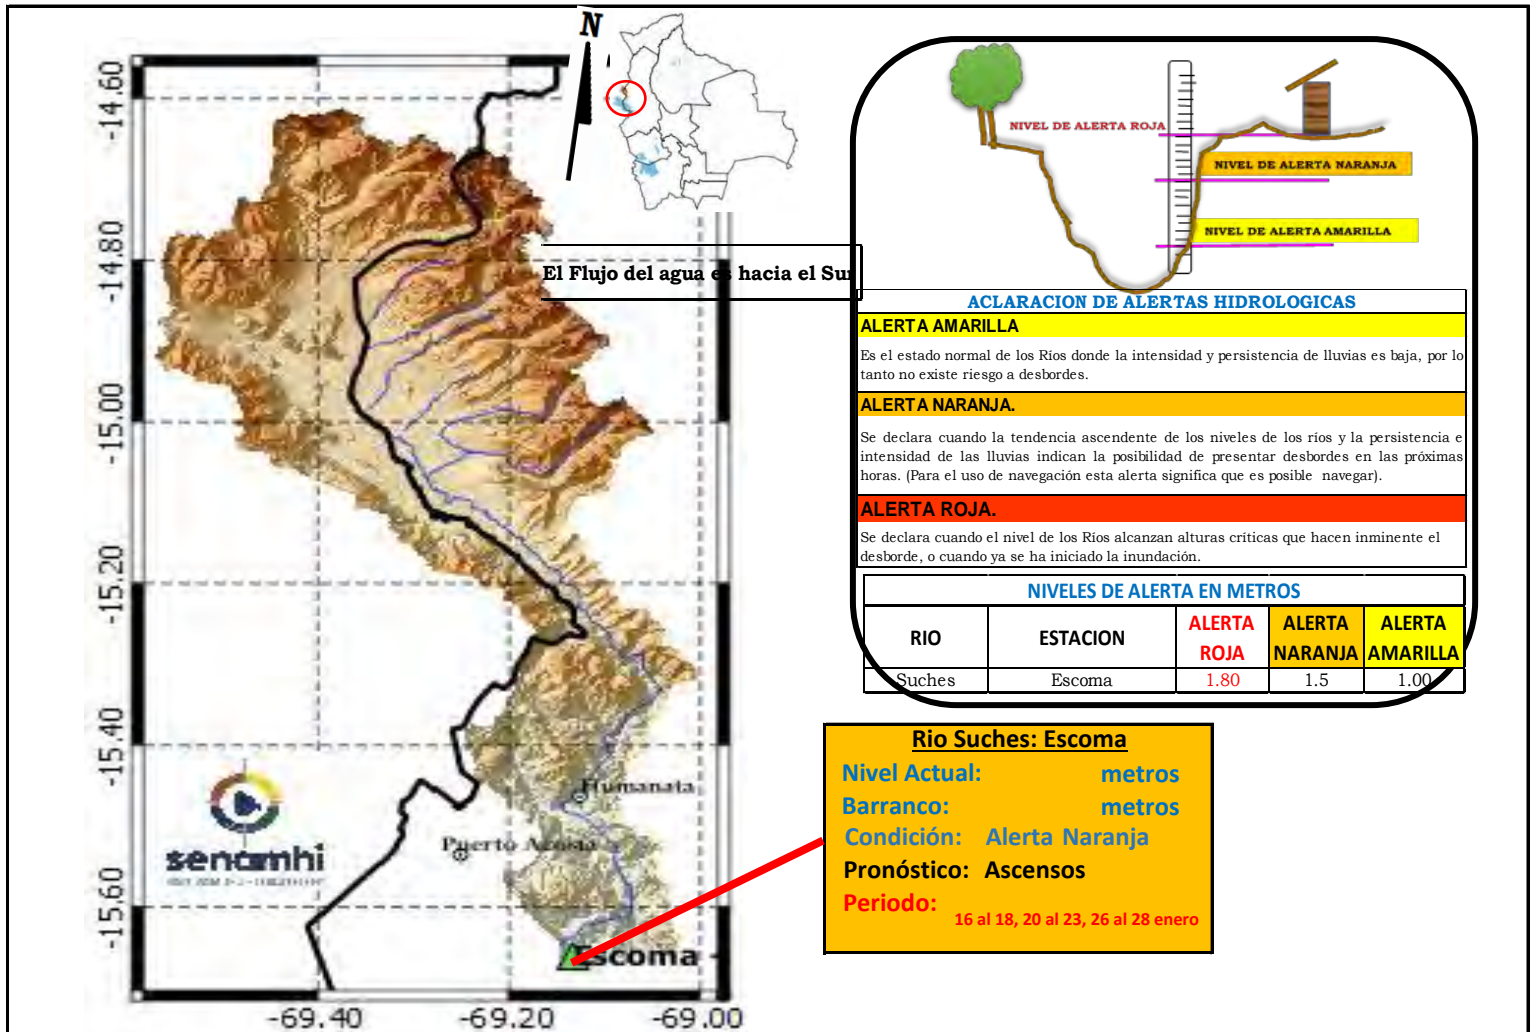 N
-14.60
-14.80
-15.00
-15.20
-15.40
-15.60
-69.40
-69.20
-69.00
El Flujo del agua es hacia el Sur
Humanata
Puerto Acosta
Escoma
senamhi
NIVEL DE ALERTA ROJA
NIVEL DE ALERTA NARANJA
NIVEL DE ALERTA AMARILLA
ACLARACION DE ALERTAS HIDROLOGICAS
ALERTA AMARILLA
Es el estado normal de los Ríos donde la intensidad y persistencia de lluvias es baja, por lo
tanto no existe riesgo a desbordes.
ALERTA NARANJA.
Se declara cuando la tendencia ascendente de los niveles de los ríos y la persistencia e
intensidad de las lluvias indican la posibilidad de presentar desbordes en las próximas
horas. (Para el uso de navegación esta alerta significa que es posible navegar).
ALERTA ROJA.
Se declara cuando el nivel de los Ríos alcanzan alturas críticas que hacen inminente el
desborde, o cuando ya se ha iniciado la inundación.
NIVELES DE ALERTA EN METROS
RIO ESTACION ALERTA ROJA ALERTA NARANJA ALERTA AMARILLA
Suches Escoma 1.80 1.5 1.00
Rio Suches: Escoma
Nivel Actual: metros
Barranco: metros
Condición: Alerta Naranja
Pronóstico: Ascensos
Periodo:
16 al 18, 20 al 23, 26 al 28 enero